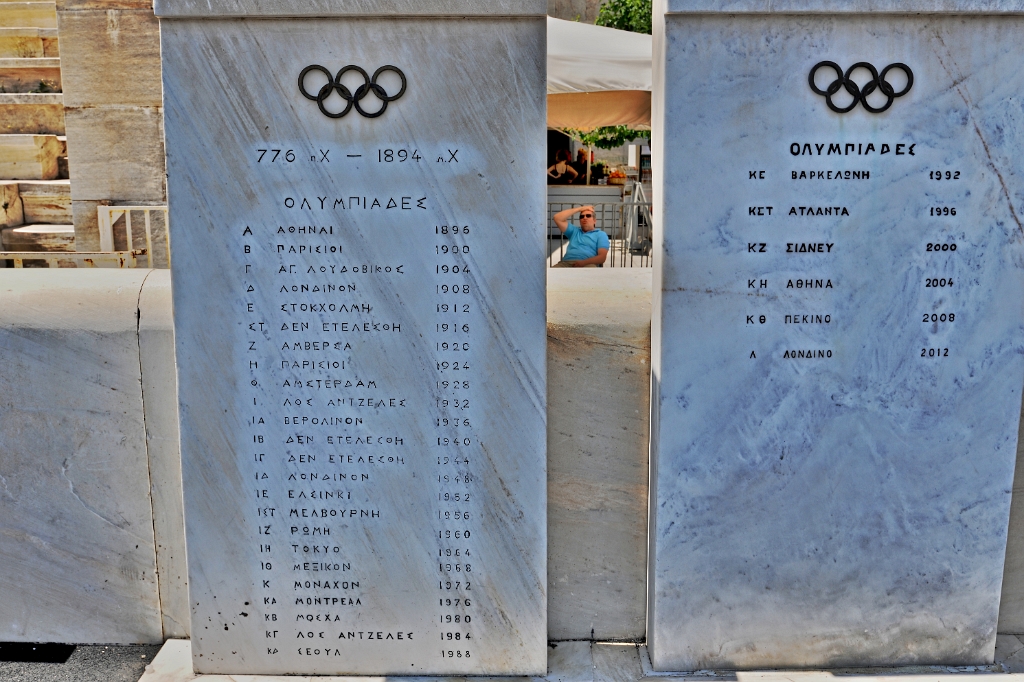 776 π.Χ — 1894 μ.Χ
ΟΛΥΜΠΙΑΔΕΣ
Α ΑΘΗΝΑΙ 1896
Β ΠΑΡΙΣΙΟΙ 1900
Γ ΑΓ. ΛΟΥΔΟΒΙΚΟΣ 1904
Δ ΛΟΝΔΙΝΟΝ 1908
Ε ΣΤΟΚΧΟΛΜΗ 1912
ΣΤ ΔΕΝ ΕΤΕΛΕΣΘΗ 1916
Ζ ΑΜΒΕΡΣΑ 1920
Η ΠΑΡΙΣΙΟΙ 1924
Θ ΑΜΣΤΕΡΔΑΜ 1928
Ι ΛΟΣ ΑΝΤΖΕΛΕΣ 1932
ΙΑ ΒΕΡΟΛΙΝΟΝ 1936
ΙΒ ΔΕΝ ΕΤΕΛΕΣΘΗ 1940
ΙΓ ΔΕΝ ΕΤΕΛΕΣΘΗ 1944
ΙΔ ΛΟΝΔΙΝΟΝ 1948
ΙΕ ΕΛΣΙΝΚΙ 1952
ΙΣΤ ΜΕΛΒΟΥΡΝΗ 1956
ΙΖ ΡΩΜΗ 1960
ΙΗ ΤΟΚΥΟ 1964
ΙΘ ΜΕΞΙΚΟΝ 1968
Κ ΜΟΝΑΧΟΝ 1972
ΚΑ ΜΟΝΤΡΕΑΛ 1976
ΚΒ ΜΟΣΧΑ 1980
ΚΓ ΛΟΣ ΑΝΤΖΕΛΕΣ 1984
ΚΔ ΣΕΟΥΛ 1988
ΟΛΥΜΠΙΑΔΕΣ
ΚΕ ΒΑΡΚΕΛΩΝΗ 1992
ΚΣΤ ΑΤΛΑΝΤΑ 1996
ΚΖ ΣΙΔΝΕΥ 2000
ΚΗ ΑΘΗΝΑ 2004
ΚΘ ΠΕΚΙΝΟ 2008
Λ ΛΟΝΔΙΝΟ 2012